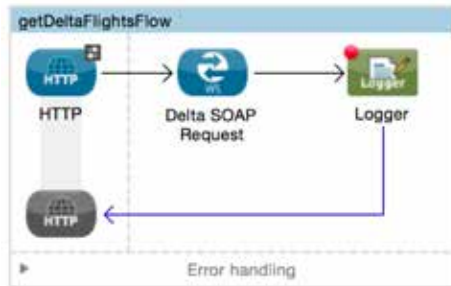 getDeltaFlightsFlow
HTTP
WS
Logger
HTTP
Delta SOAP
Request
Logger
HTTP
Error handling